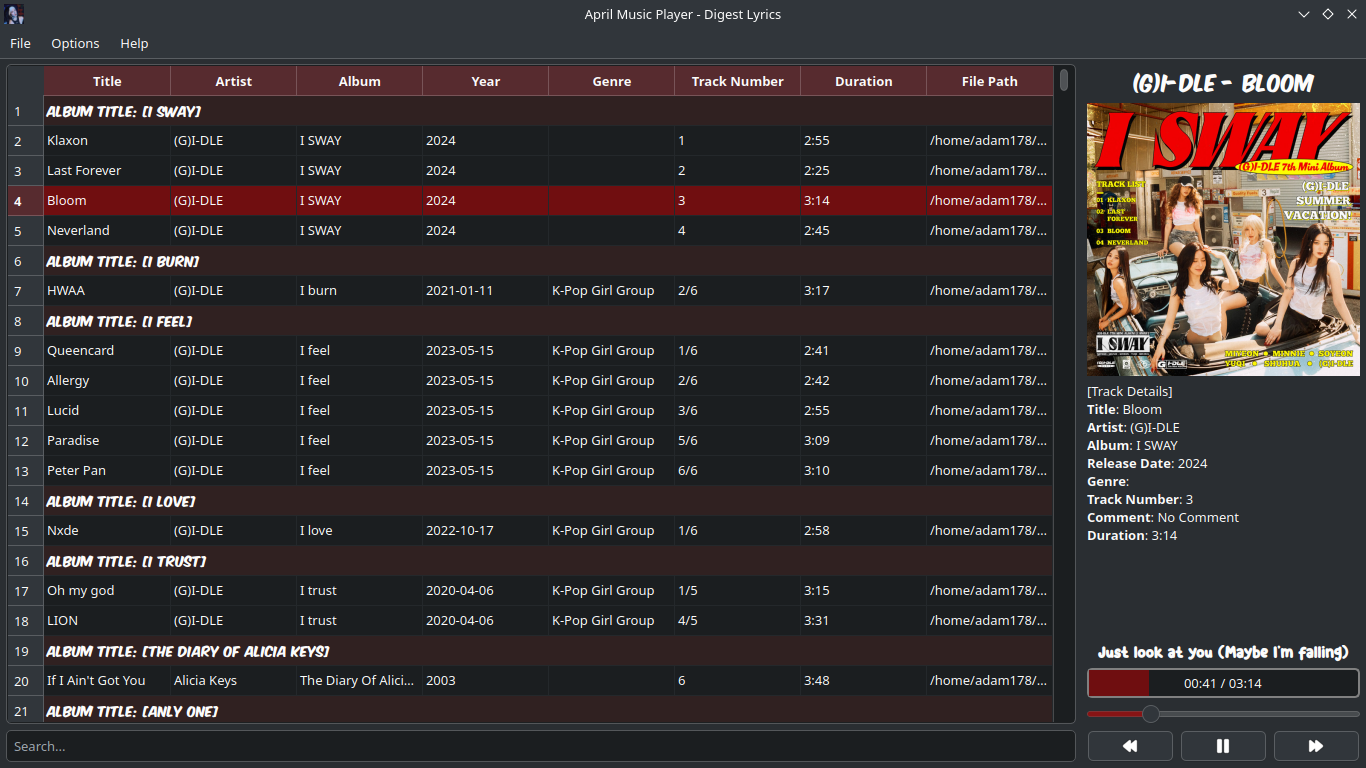 April Music Player - Digest Lyrics
File Options Help
Title Artist Album Year Genre Track Number Duration File Path
1 ALBUM TITLE: [I SWAY]
2 Klaxon (G)I-DLE I SWAY 2024 1 2:55 /home/adam178/...
3 Last Forever (G)I-DLE I SWAY 2024 2 2:25 /home/adam178/...
4 Bloom (G)I-DLE I SWAY 2024 3 3:14 /home/adam178/...
5 Neverland (G)I-DLE I SWAY 2024 4 2:45 /home/adam178/...
6 ALBUM TITLE: [I BURN]
7 HWAA (G)I-DLE I burn 2021-01-11 K-Pop Girl Group 2/6 3:17 /home/adam178/...
8 ALBUM TITLE: [I FEEL]
9 Queencard (G)I-DLE I feel 2023-05-15 K-Pop Girl Group 1/6 2:41 /home/adam178/...
10 Allergy (G)I-DLE I feel 2023-05-15 K-Pop Girl Group 2/6 2:42 /home/adam178/...
11 Lucid (G)I-DLE I feel 2023-05-15 K-Pop Girl Group 3/6 2:55 /home/adam178/...
12 Paradise (G)I-DLE I feel 2023-05-15 K-Pop Girl Group 5/6 3:09 /home/adam178/...
13 Peter Pan (G)I-DLE I feel 2023-05-15 K-Pop Girl Group 6/6 3:10 /home/adam178/...
14 ALBUM TITLE: [I LOVE]
15 Nxde (G)I-DLE I love 2022-10-17 K-Pop Girl Group 1/6 2:58 /home/adam178/...
16 ALBUM TITLE: [I TRUST]
17 Oh my god (G)I-DLE I trust 2020-04-06 K-Pop Girl Group 1/5 3:15 /home/adam178/...
18 LION (G)I-DLE I trust 2020-04-06 K-Pop Girl Group 4/5 3:31 /home/adam178/...
19 ALBUM TITLE: [THE DIARY OF ALICIA KEYS]
20 If I Ain't Got You Alicia Keys The Diary Of Alici... 2003 6 3:48 /home/adam178/...
21 ALBUM TITLE: [ANLY ONE]
Search...
(G)I-DLE - BLOOM
I SWAY
(G)I-DLE 7th Mini Album
TRACK LIST
01 KLAXON
02 LAST
FOREVER
03 BLOOM
04 NEVERLAND
(G)I-DLE
SUMMER
VACATION!
I SWAY
MIYEON • MINNIE • SOYEON
YUQI • SHUHUA • (G)I-DLE
[Track Details]
Title: Bloom
Artist: (G)I-DLE
Album: I SWAY
Release Date: 2024
Genre:
Track Number: 3
Comment: No Comment
Duration: 3:14
Just look at you (Maybe I'm falling)
00:41 / 03:14